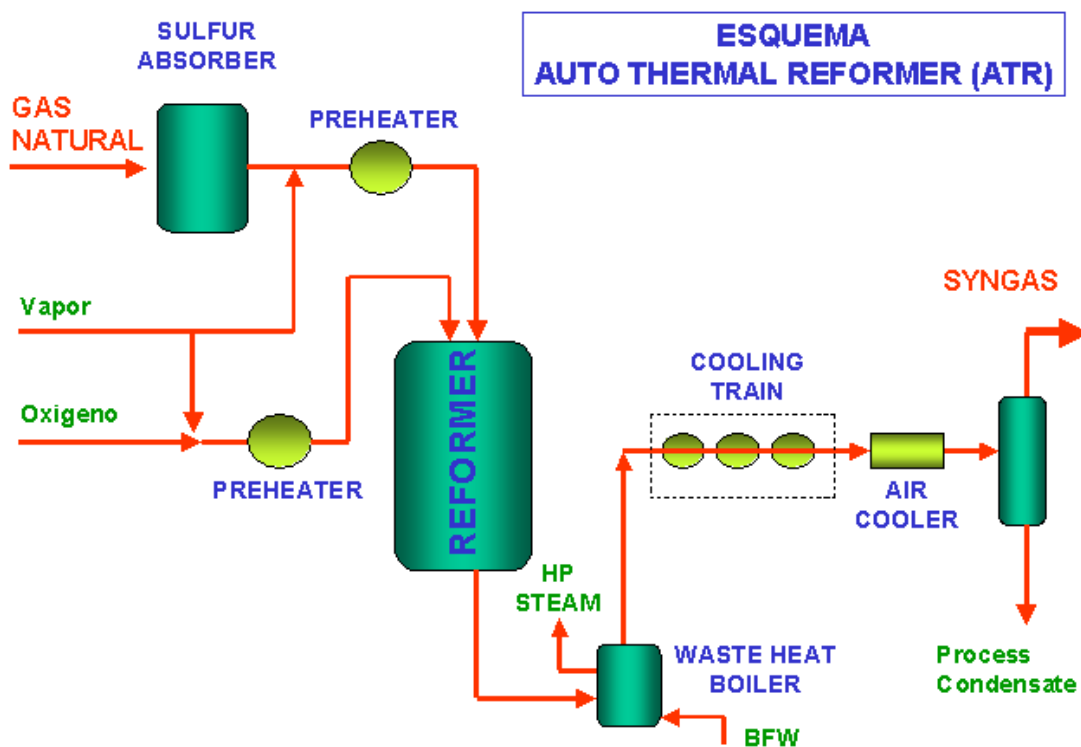 SULFUR
ABSORBER
ESQUEMA
AUTO THERMAL REFORMER (ATR)
GAS
NATURAL
PREHEATER
Vapor
SYNGAS
REFORMER
COOLING
TRAIN
Oxigeno
PREHEATER
AIR
COOLER
HP
STEAM
WASTE HEAT
BOILER
Process
Condensate
BFW